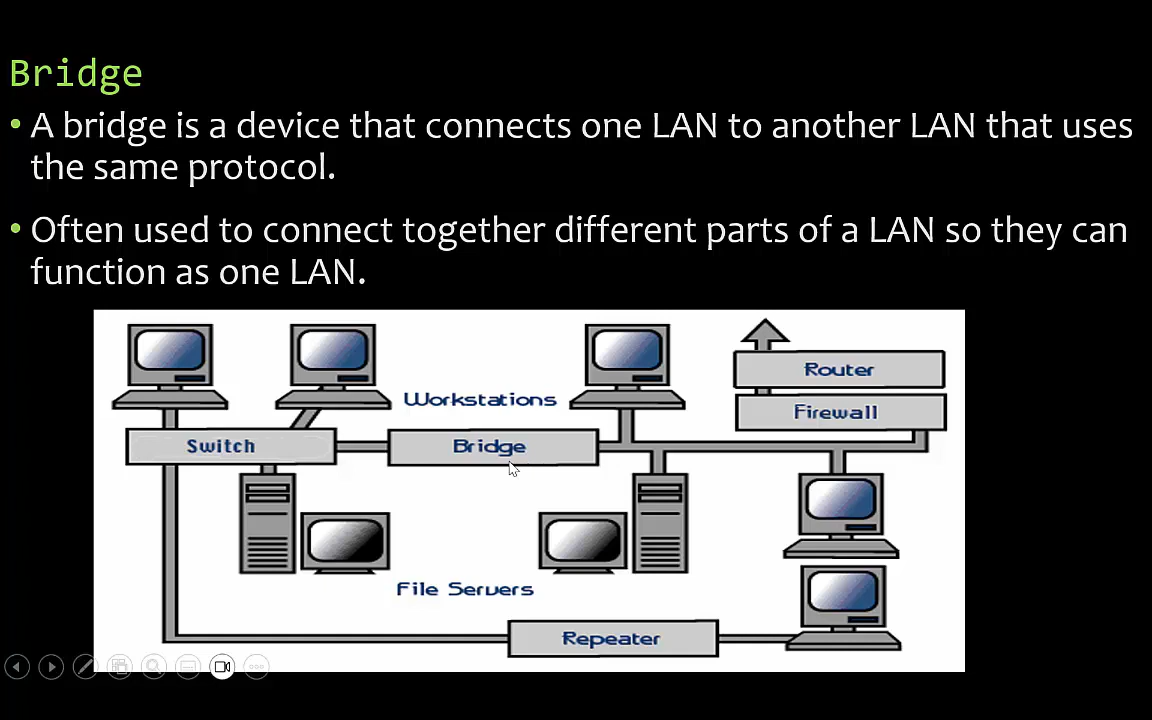 Bridge
• A bridge is a device that connects one LAN to another LAN that uses
the same protocol.
• Often used to connect together different parts of a LAN so they can
function as one LAN.
Router
Workstations
Firewall
Switch
Bridge
File Servers
Repeater